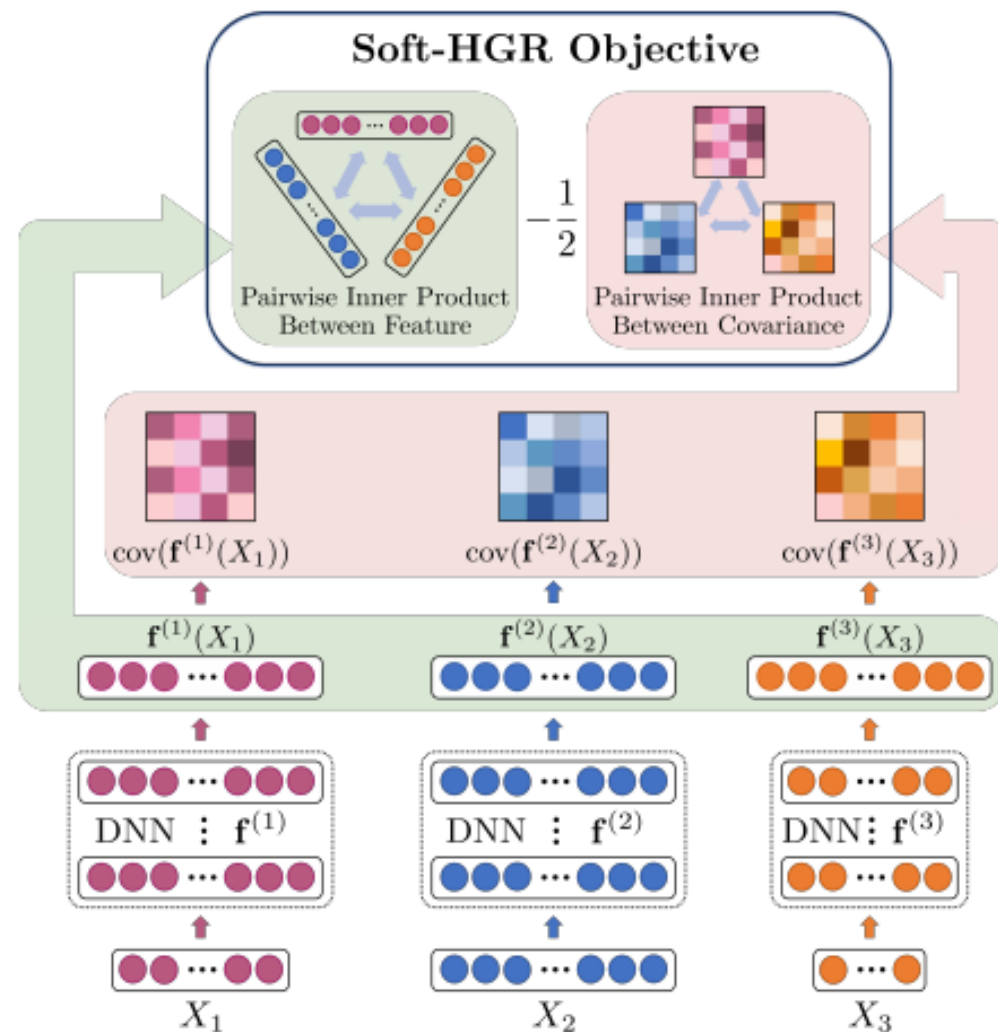 Soft-HGR Objective
Pairwise Inner Product
Between Feature
−1/2
Pairwise Inner Product
Between Covariance
cov(𝐟⁽¹⁾(X₁)) cov(𝐟⁽²⁾(X₂)) cov(𝐟⁽³⁾(X₃))
𝐟⁽¹⁾(X₁) 𝐟⁽²⁾(X₂) 𝐟⁽³⁾(X₃)
DNN ⋮ 𝐟⁽¹⁾ DNN ⋮ 𝐟⁽²⁾ DNN ⋮ 𝐟⁽³⁾
X₁ X₂ X₃